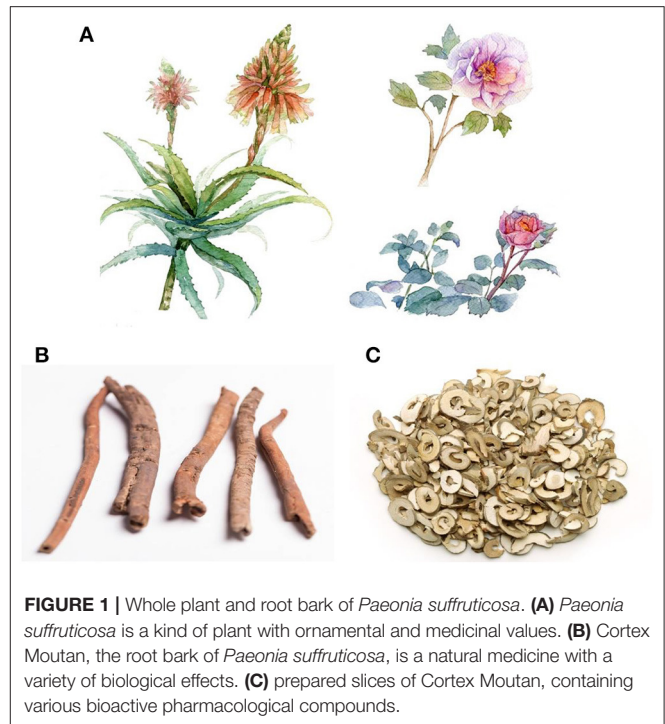 A
B
C
FIGURE 1 | Whole plant and root bark of Paeonia suffruticosa. (A) Paeonia
suffruticosa is a kind of plant with ornamental and medicinal values. (B) Cortex
Moutan, the root bark of Paeonia suffruticosa, is a natural medicine with a
variety of biological effects. (C) prepared slices of Cortex Moutan, containing
various bioactive pharmacological compounds.